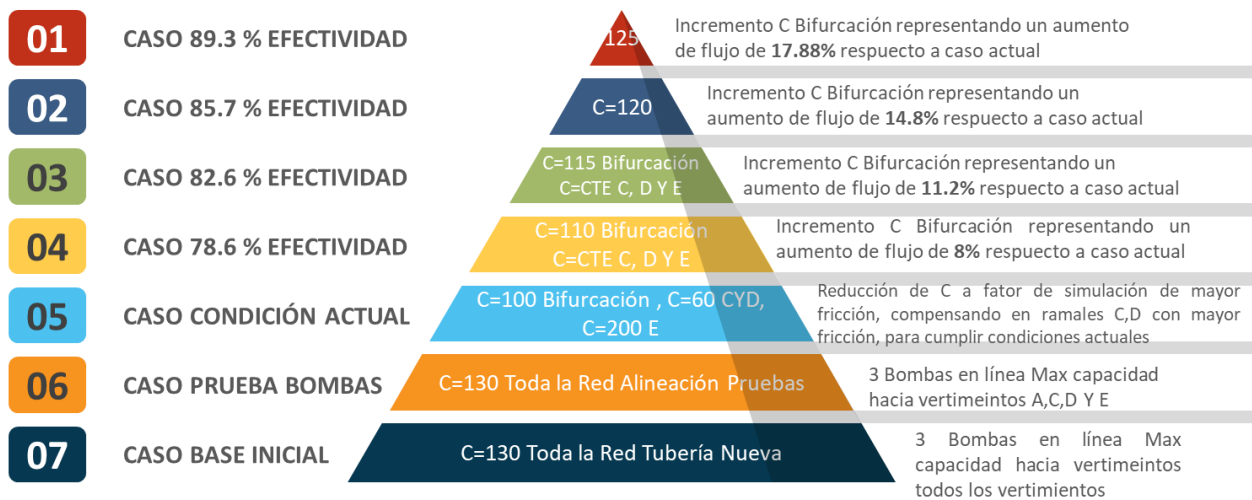 01
CASO 89.3 % EFECTIVIDAD
125
Incremento C Bifurcación representando un aumento
de flujo de 17.88% respuecto a caso actual
02
CASO 85.7 % EFECTIVIDAD
C=120
Incremento C Bifurcación representando un
aumento de flujo de 14.8% respuecto a caso actual
03
CASO 82.6 % EFECTIVIDAD
C=115 Bifurcación
C=CTE C, D Y E
Incremento C Bifurcación representando un
aumento de flujo de 11.2% respuecto a caso actual
04
CASO 78.6 % EFECTIVIDAD
C=110 Bifurcación
C=CTE C, D Y E
Incremento C Bifurcación representando un
aumento de flujo de 8% respuecto a caso actual
05
CASO CONDICIÓN ACTUAL
C=100 Bifurcación , C=60 CYD,
C=200 E
Reducción de C a fator de simulación de mayor
fricción, compensando en ramales C,D con mayor
fricción, para cumplir condiciones actuales
06
CASO PRUEBA BOMBAS
C=130 Toda la Red Alineación Pruebas
3 Bombas en línea Max capacidad
hacia vertimeintos A,C,D Y E
07
CASO BASE INICIAL
C=130 Toda la Red Tubería Nueva
3 Bombas en línea Max
capacidad hacia vertimeintos
todos los vertimientos